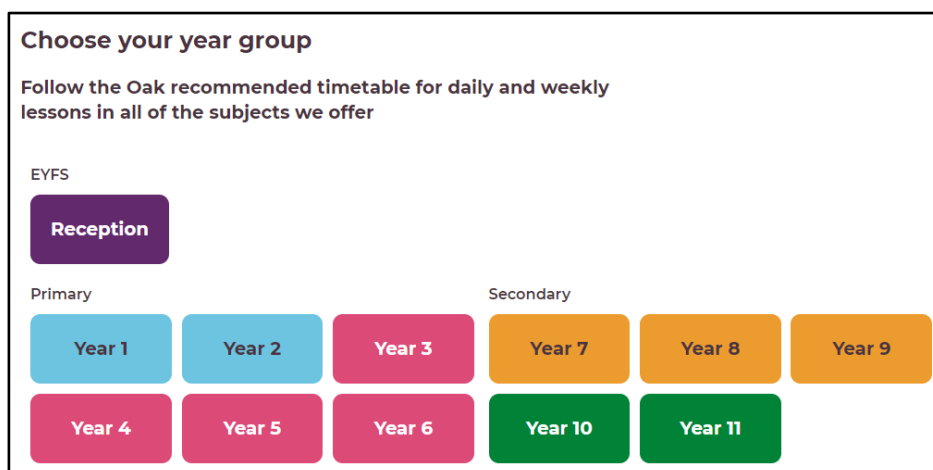 Choose your year group
Follow the Oak recommended timetable for daily and weekly
lessons in all of the subjects we offer
EYFS
Reception
Primary
Year 1 Year 2 Year 3
Year 4 Year 5 Year 6
Secondary
Year 7 Year 8 Year 9
Year 10 Year 11